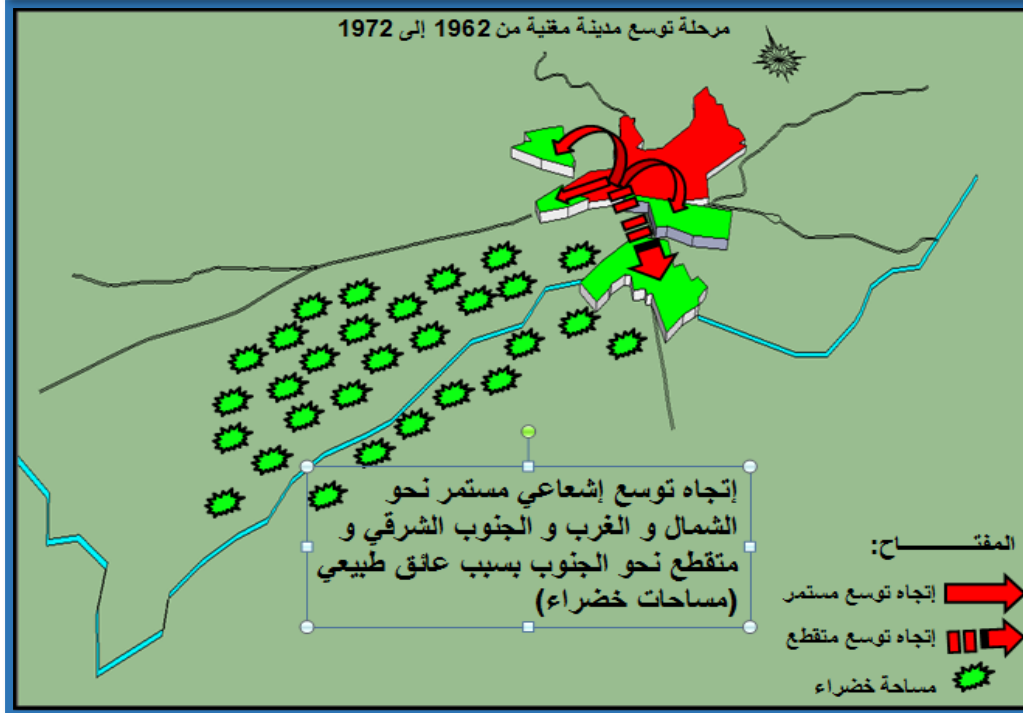 مرحلة توسع مدينة مغنية من 1962 إلى 1972
إتجاه توسع إشعاعي مستمر نحو
الشمال و الغرب و الجنوب الشرقي و
متقطع نحو الجنوب بسبب عائق طبيعي
(مساحات خضراء)
المفتــــــــاح:
إتجاه توسع مستمر
إتجاه توسع متقطع
مساحة خضراء